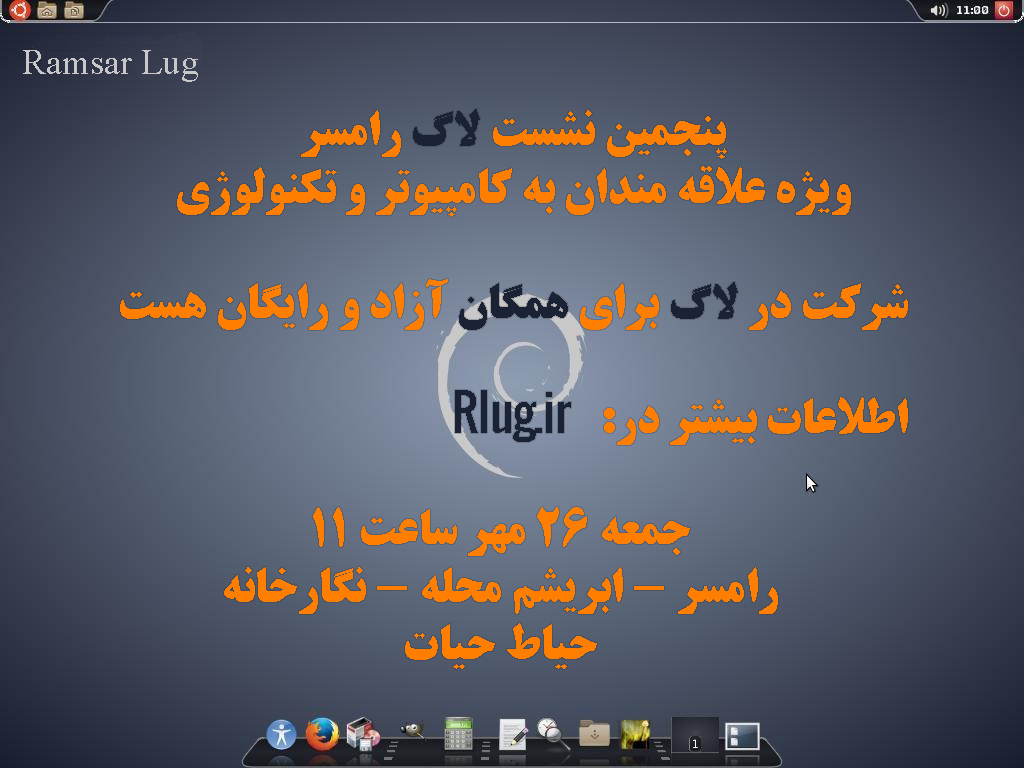 11:00
Ramsar Lug
پنجمین نشست لاگ رامسر
ویژه علاقه مندان به کامپیوتر و تکنولوژی
شرکت در لاگ برای همگان آزاد و رایگان هست
اطلاعات بیشتر در: Rlug.ir
جمعه ۲۶ مهر ساعت ۱۱
رامسر – ابریشم محله – نگارخانه
حیاط حیات
1